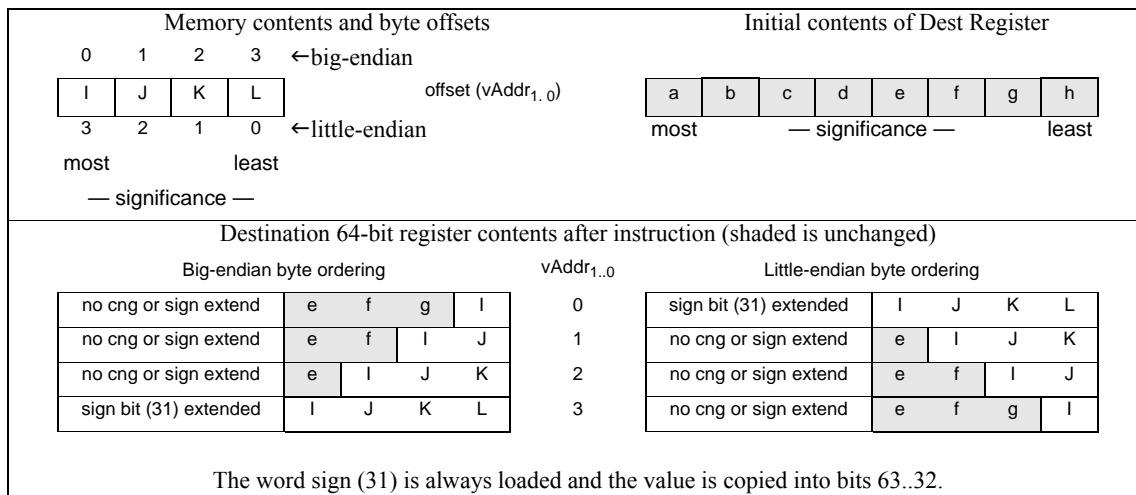 Memory contents and byte offsets
Initial contents of Dest Register
0 1 2 3 ←big-endian
I J K L offset (vAddr1. 0) a b c d e f g h
3 2 1 0 ←little-endian most — significance — least
most least
— significance —
Destination 64-bit register contents after instruction (shaded is unchanged)
Big-endian byte ordering vAddr1..0 Little-endian byte ordering
no cng or sign extend e f g I 0 sign bit (31) extended I J K L
no cng or sign extend e f I J 1 no cng or sign extend e I J K
no cng or sign extend e I J K 2 no cng or sign extend e f I J
sign bit (31) extended I J K L 3 no cng or sign extend e f g I
The word sign (31) is always loaded and the value is copied into bits 63..32.